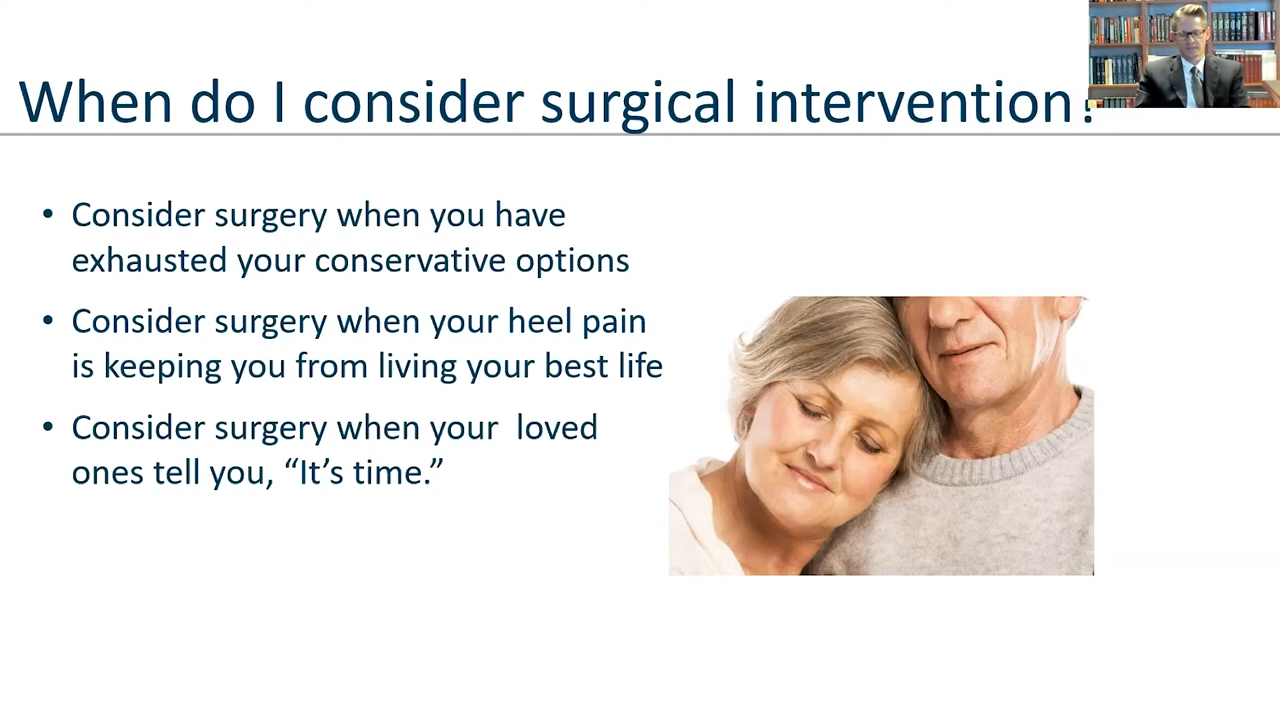 When do I consider surgical intervention?
• Consider surgery when you have
exhausted your conservative options
• Consider surgery when your heel pain
is keeping you from living your best life
• Consider surgery when your  loved
ones tell you, “It’s time.”